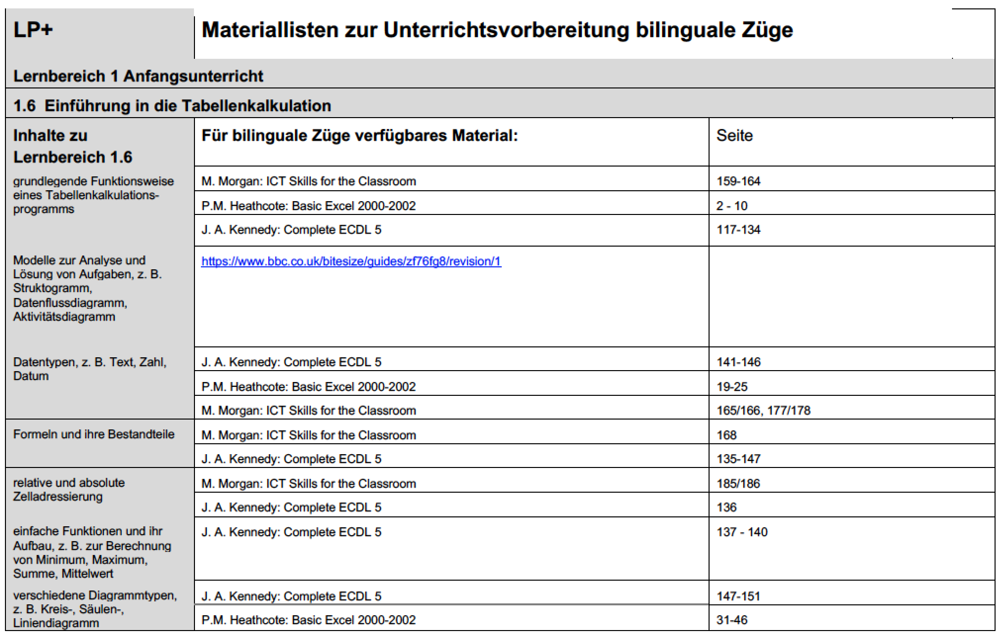 LP+ Materiallisten zur Unterrichtsvorbereitung bilinguale Züge
Lernbereich 1 Anfangsunterricht
1.6 Einführung in die Tabellenkalkulation
Inhalte zu
Lernbereich 1.6
Für bilinguale Züge verfügbares Material: Seite
grundlegende Funktionsweise
eines Tabellenkalkulations-
programms
M. Morgan: ICT Skills for the Classroom 159-164
P.M. Heathcote: Basic Excel 2000-2002 2 - 10
J. A. Kennedy: Complete ECDL 5 117-134
Modelle zur Analyse und
Lösung von Aufgaben, z. B.
Struktogramm,
Datenflussdiagramm,
Aktivitätsdiagramm
https://www.bbc.co.uk/bitesize/guides/zf76fg8/revision/1
Datentypen, z. B. Text, Zahl,
Datum
J. A. Kennedy: Complete ECDL 5 141-146
P.M. Heathcote: Basic Excel 2000-2002 19-25
M. Morgan: ICT Skills for the Classroom 165/166, 177/178
Formeln und ihre Bestandteile
M. Morgan: ICT Skills for the Classroom 168
J. A. Kennedy: Complete ECDL 5 135-147
relative und absolute
Zelladressierung
M. Morgan: ICT Skills for the Classroom 185/186
J. A. Kennedy: Complete ECDL 5 136
einfache Funktionen und ihr
Aufbau, z. B. zur Berechnung
von Minimum, Maximum,
Summe, Mittelwert
J. A. Kennedy: Complete ECDL 5 137 - 140
verschiedene Diagrammtypen,
z. B. Kreis-, Säulen-,
Liniendiagramm
J. A. Kennedy: Complete ECDL 5 147-151
P.M. Heathcote: Basic Excel 2000-2002 31-46